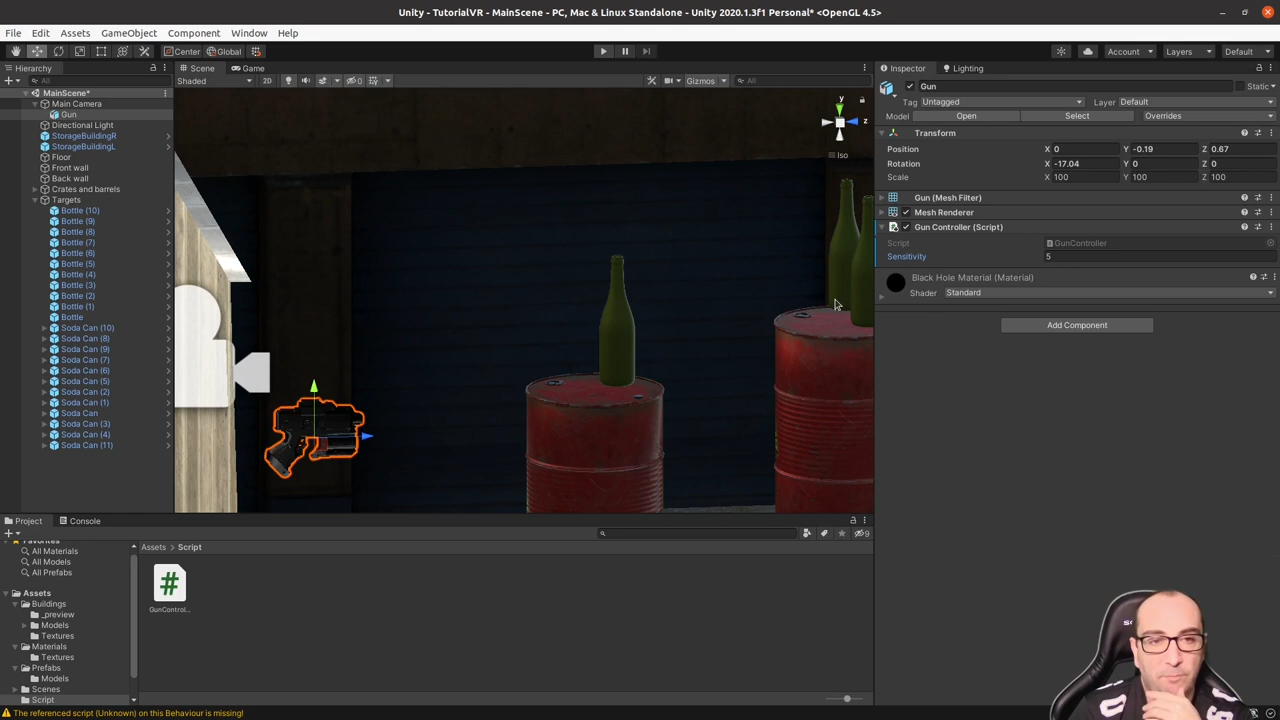 Unity - TutorialVR - MainScene - PC, Mac & Linux Standalone - Unity 2020.1.3f1 Personal* <OpenGL 4.5>
File Edit Assets GameObject Component Window Help
Center Global Account Layers Default
Hierarchy
All
MainScene*
Main Camera
Gun
Directional Light
StorageBuildingR
StorageBuildingL
Floor
Front wall
Back wall
Crates and barrels
Targets
Bottle (10)
Bottle (9)
Bottle (8)
Bottle (7)
Bottle (6)
Bottle (5)
Bottle (4)
Bottle (3)
Bottle (2)
Bottle (1)
Bottle
Soda Can (10)
Soda Can (8)
Soda Can (9)
Soda Can (7)
Soda Can (6)
Soda Can (5)
Soda Can (2)
Soda Can (1)
Soda Can
Soda Can (3)
Soda Can (4)
Soda Can (11)
Scene Game
Shaded 2D 0 Gizmos All
y
z
Iso
Inspector Lighting
Gun Static
Tag Untagged Layer Default
Model Open Select Overrides
Transform
Position X 0 Y -0.19 Z 0.67
Rotation X -17.04 Y 0 Z 0
Scale X 100 Y 100 Z 100
Gun (Mesh Filter)
Mesh Renderer
Gun Controller (Script)
Script GunController
Sensitivity 5
Black Hole Material (Material)
Shader Standard
Add Component
Project Console
9
Favorites
All Materials
All Models
All Prefabs
Assets
Buildings
_preview
Models
Textures
Materials
Textures
Prefabs
Models
Scenes
Script
Assets > Script
#
GunControl...
The referenced script (Unknown) on this Behaviour is missing!